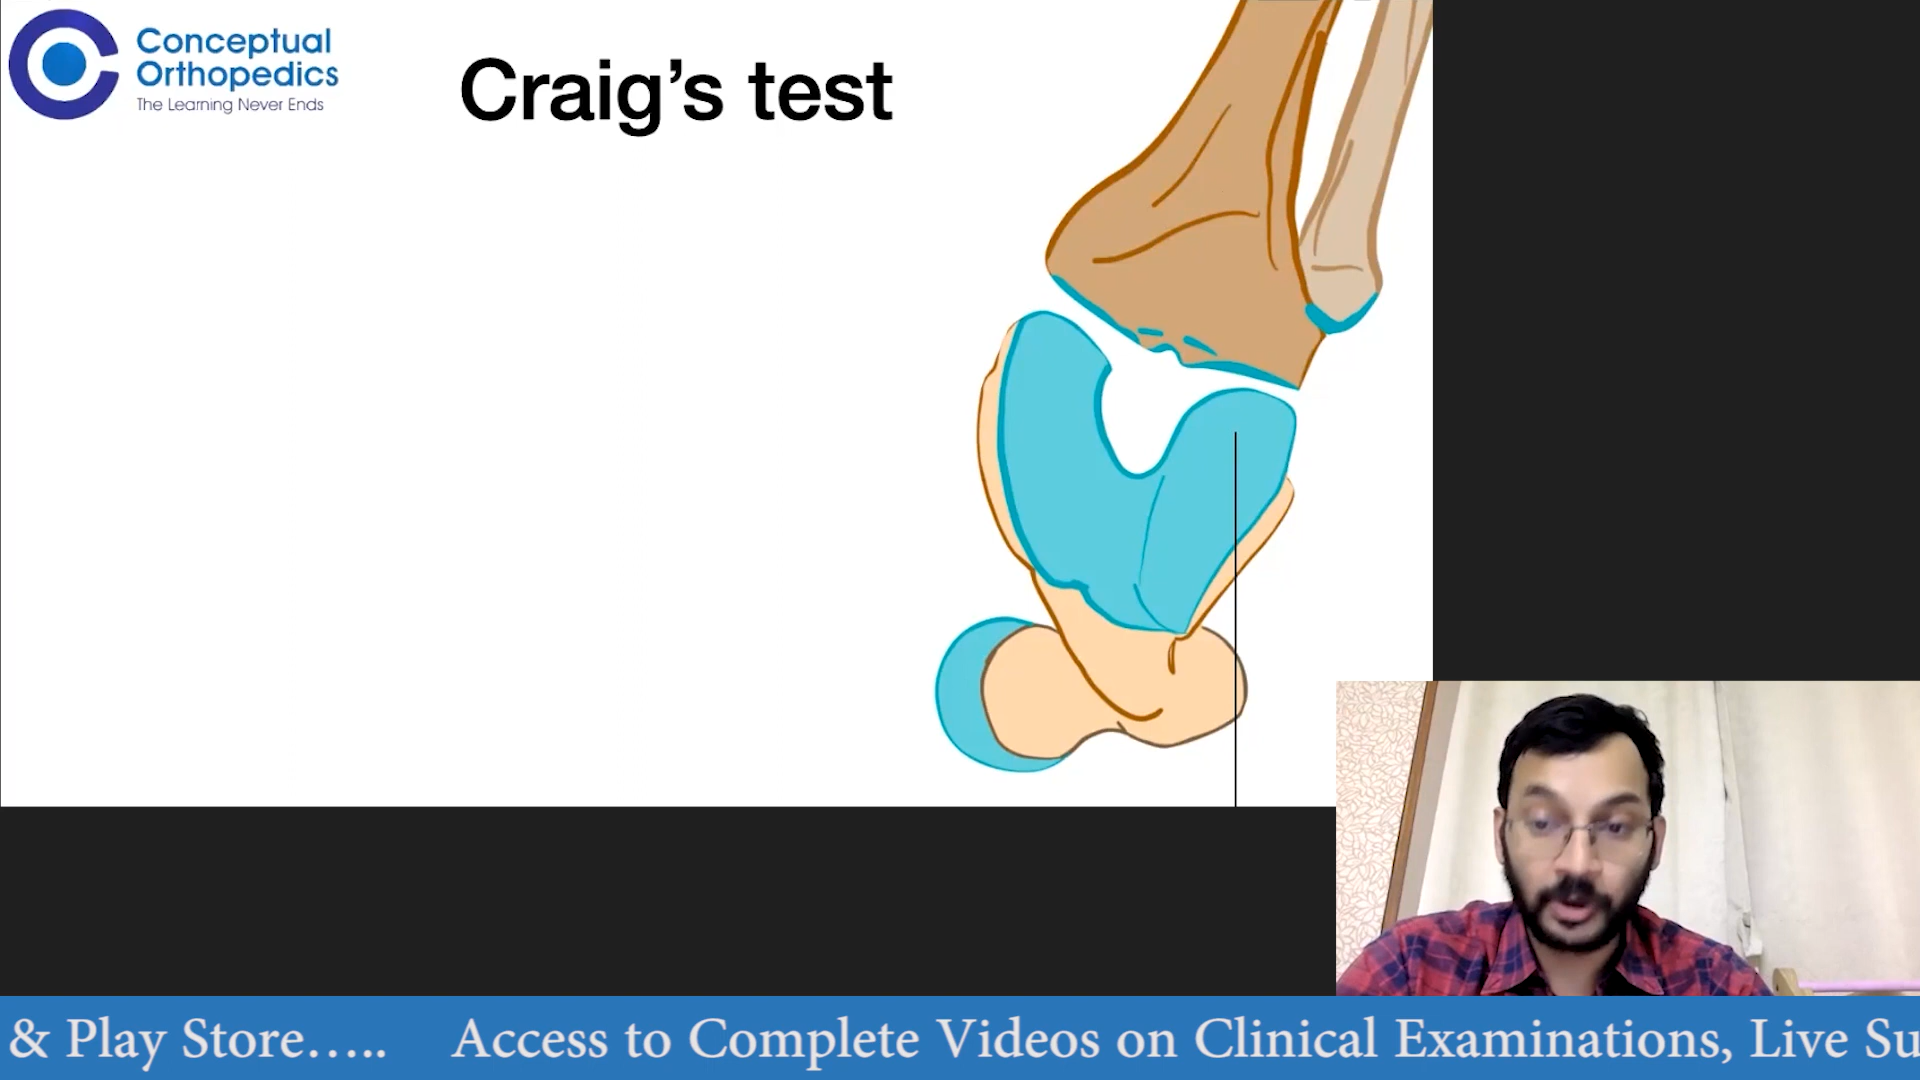 Conceptual
Orthopedics
The Learning Never Ends
Craig's test
& Play Store.....    Access to Complete Videos on Clinical Examinations, Live Su